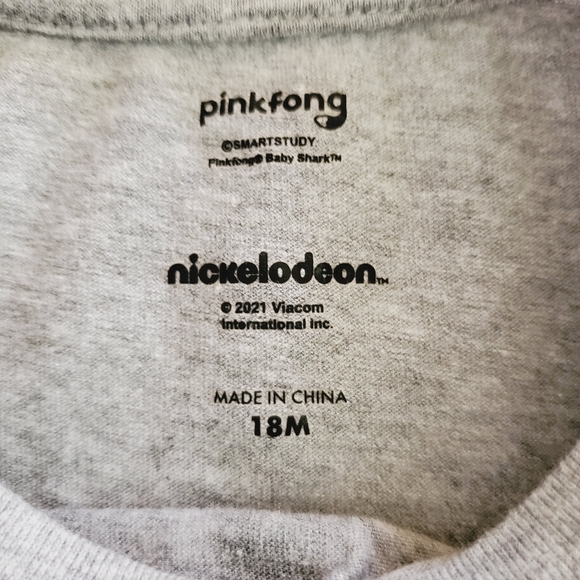 pinkfong
©SMARTSTUDY
Pinkfong® Baby Shark™
nickelodeon™
© 2021 Viacom
International Inc.
MADE IN CHINA
18M